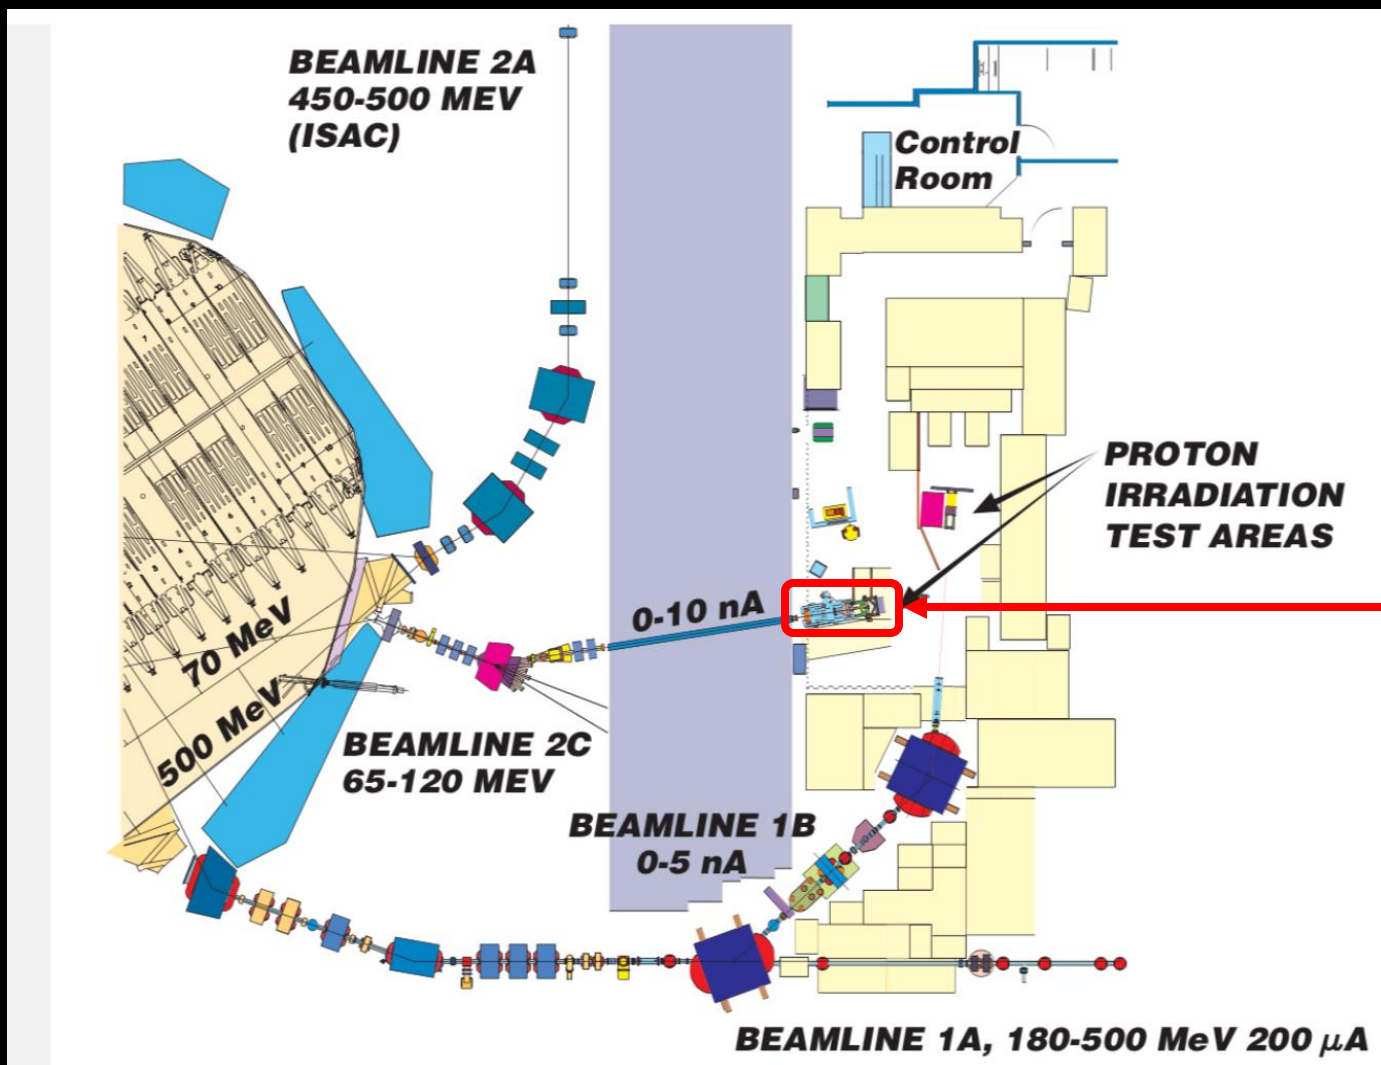 BEAMLINE 2A
450-500 MEV
(ISAC)
Control
Room
PROTON
IRRADIATION
TEST AREAS
0-10 nA
70 MeV
500 MeV
BEAMLINE 2C
65-120 MEV
BEAMLINE 1B
0-5 nA
BEAMLINE 1A, 180-500 MeV 200 μA